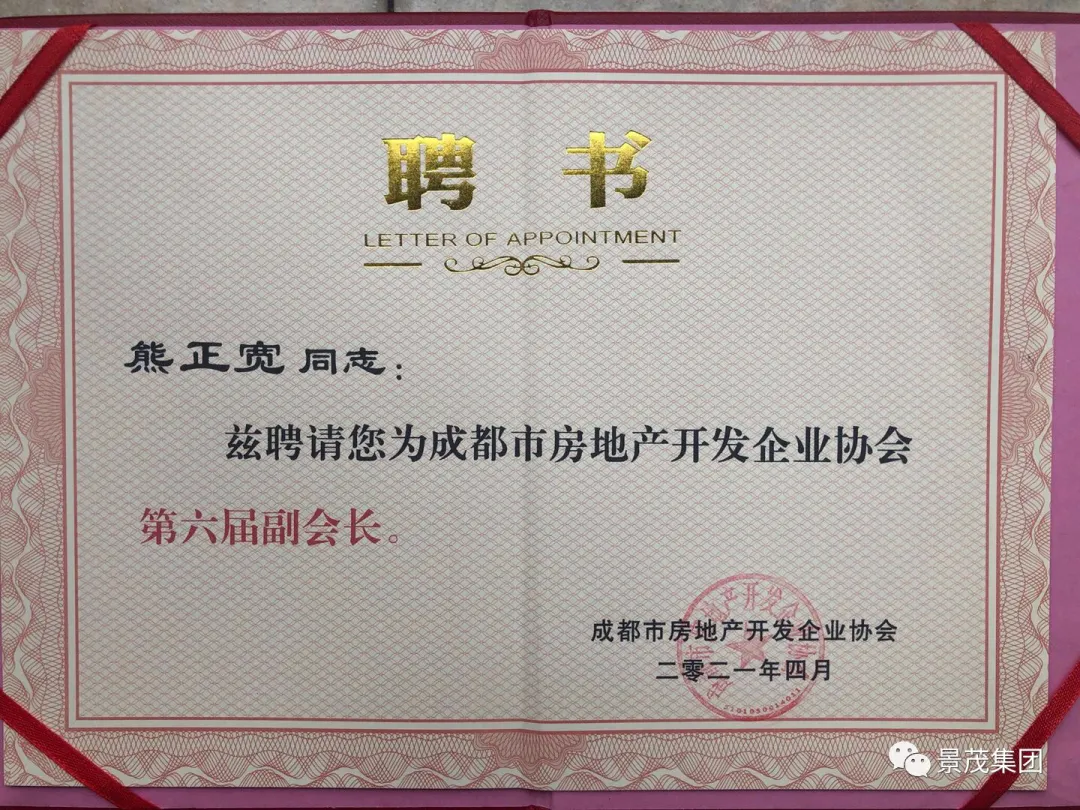 聘 书
LETTER OF APPOINTMENT
熊正宽 同志：
兹聘请您为成都市房地产开发企业协会
第六届副会长。
成都市房地产开发企业协会
二零二一年四月
景茂集团